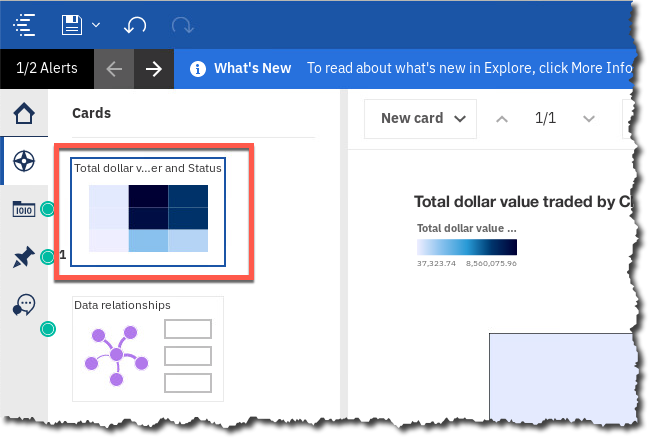 1/2 Alerts
What's New To read about what's new in Explore, click More Info
Cards
New card
1/1
Total dollar v...er and Status
1
Data relationships
Total dollar value traded by
Total dollar value ...
37,323.74 8,560,075.96